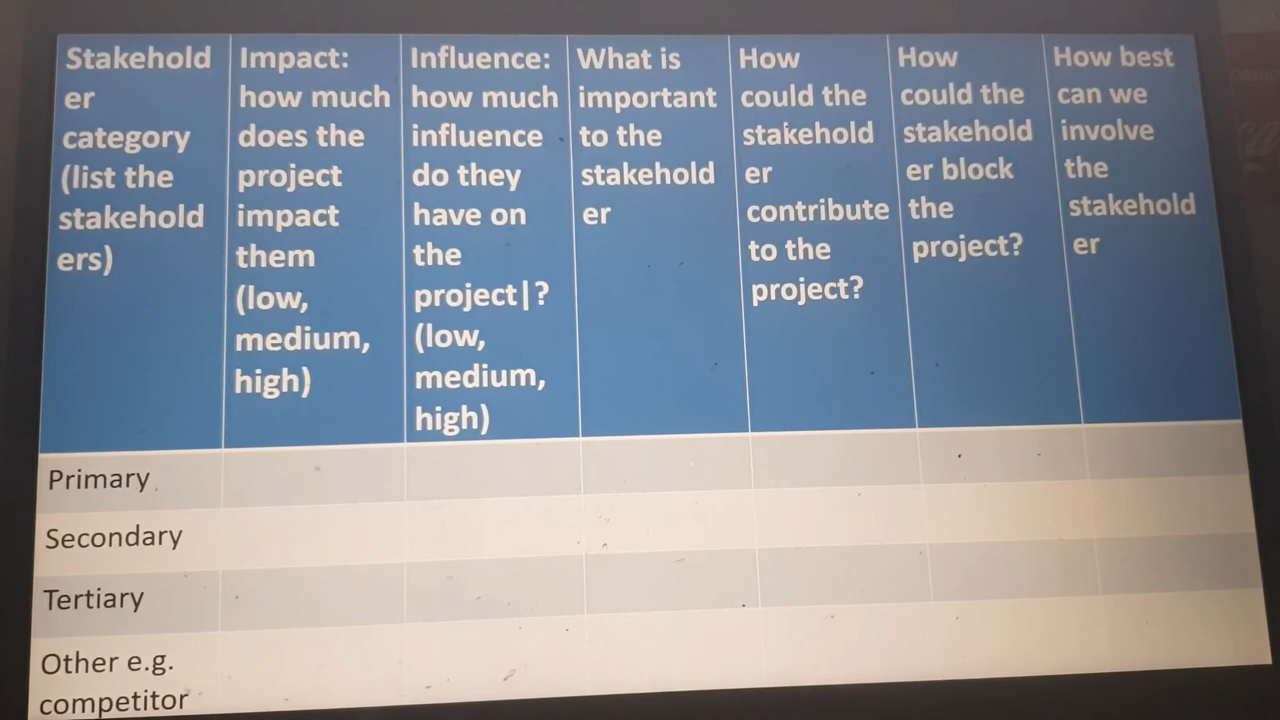 Stakehold
er
category
(list the
stakehold
ers)
Impact:
how much
does the
project
impact
them
(low,
medium,
high)
Influence:
how much
influence
do they
have on
the
project|?
(low,
medium,
high)
What is
important
to the
stakehold
er
How
could the
stakehold
er
contribute
to the
project?
How
could the
stakehold
er block
the
project?
How best
can we
involve
the
stakehold
er
Primary
Secondary
Tertiary
Other e.g.
competitor